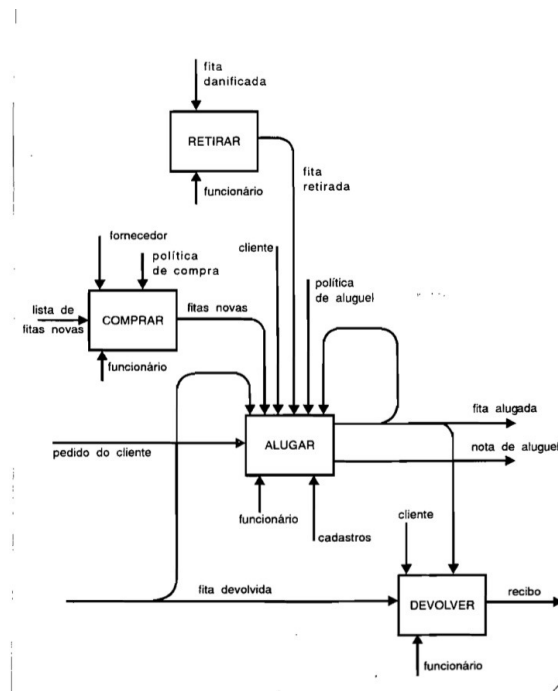 fita
danificada
RETIRAR
funcionário
fita
retirada
fornecedor
política
de compra
cliente
política
de aluguel
lista de
fitas novas
COMPRAR
fitas novas
funcionário
fita alugada
pedido do cliente
ALUGAR
nota de aluguel
funcionário
cadastros
cliente
fita devolvida
DEVOLVER
recibo
funcionário